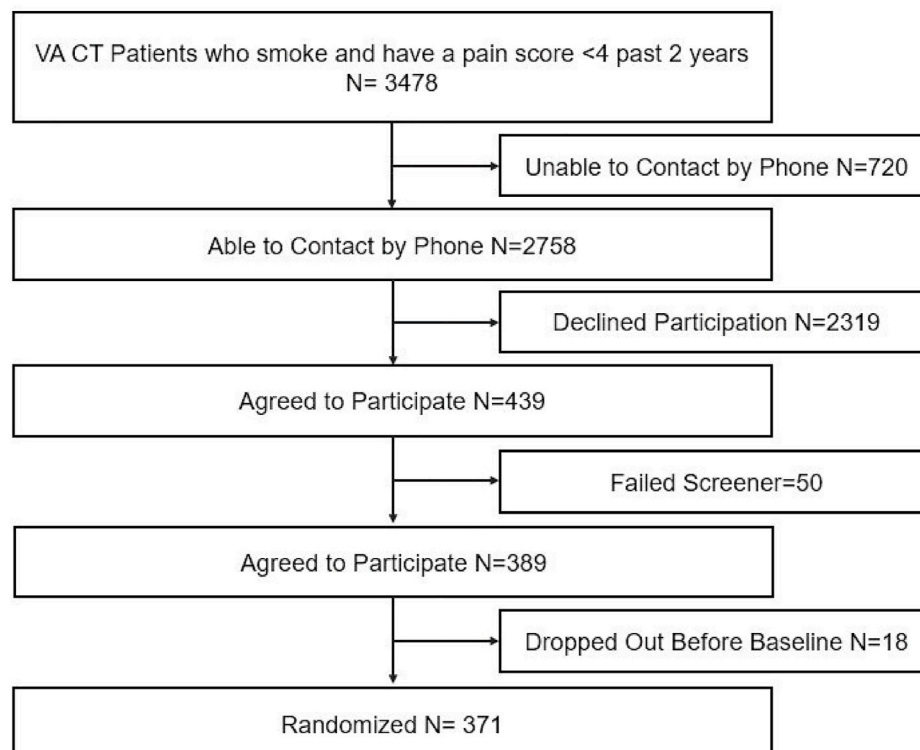 VA CT Patients who smoke and have a pain score <4 past 2 years
N= 3478
Unable to Contact by Phone N=720
Able to Contact by Phone N=2758
Declined Participation N=2319
Agreed to Participate N=439
Failed Screener=50
Agreed to Participate N=389
Dropped Out Before Baseline N=18
Randomized N= 371